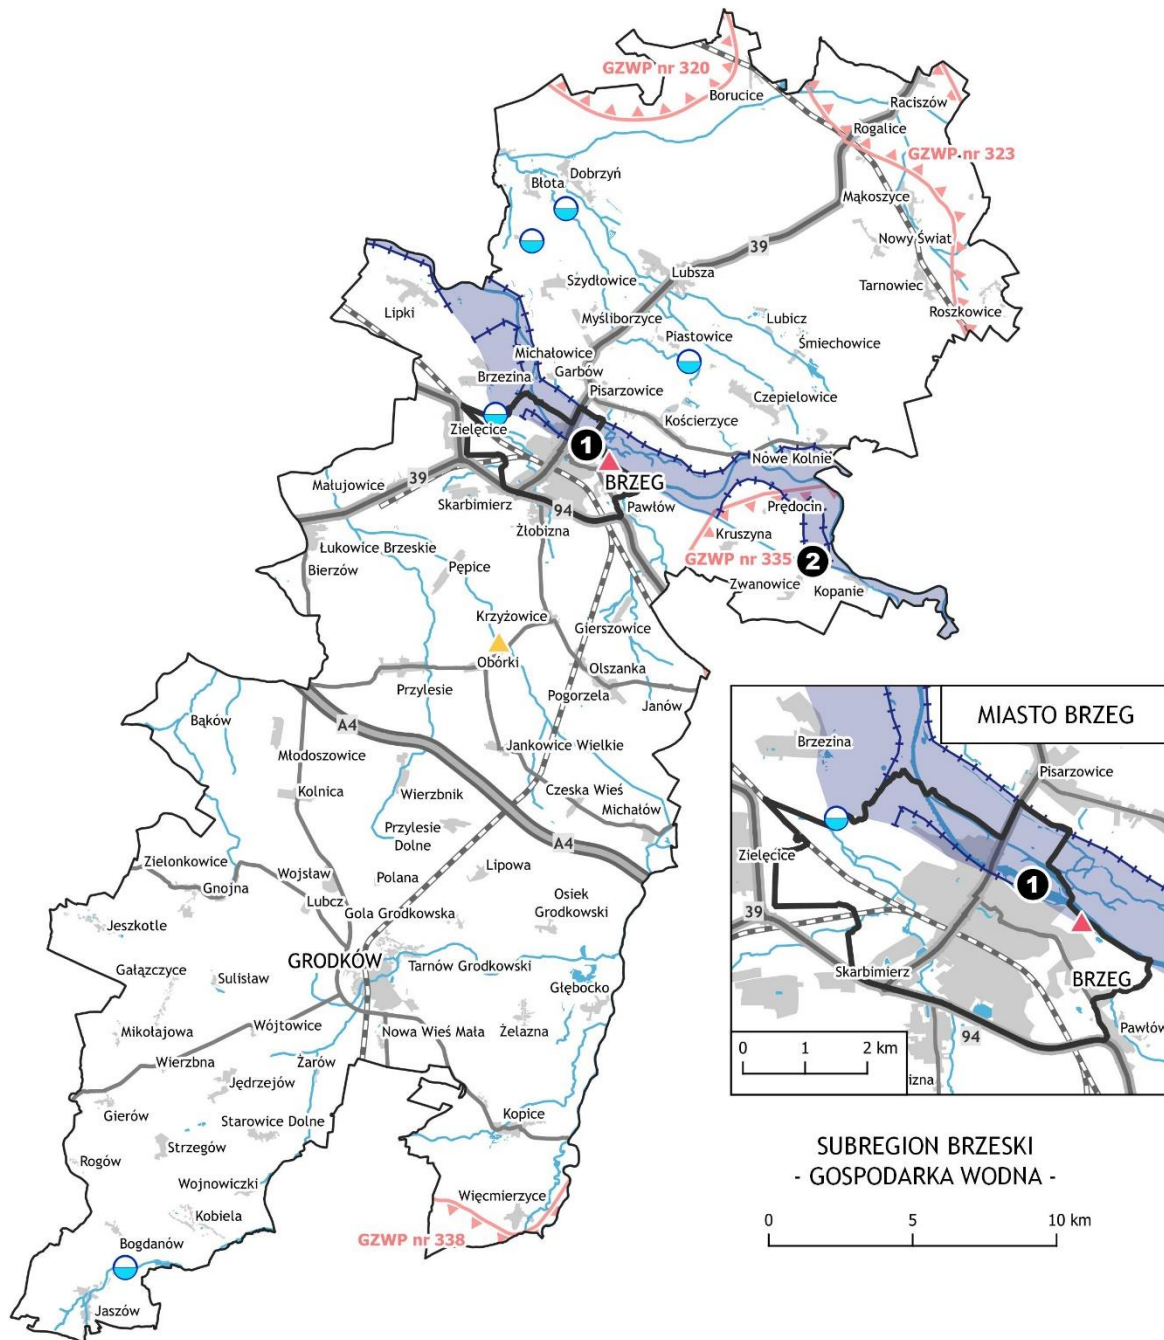 GZWP nr 320
Borucice
Raciszów
Rogalice
GZWP nr 323
Dobrzyń
Błota
Mąkoszyce
39
Nowy Świat
Szydłowice
Lubsza
Tarnowiec
Lipki
Roszkowice
Myśliborzyce
Lubicz
Piastowice
Śmiechowice
Michałowice
Garbów
Brzezina
Pisarzowice
Czepielowice
Kościerzyce
Zielęcice
1
Nowe Kolnie
39
Małujowice
BRZEG
Skarbimierz
94
Pawłów
Prędocin
Żłobizna
Kruszyna
Łukowice Brzeskie
GZWP nr 335
2
Bierzów
Pępice
Zwanowice
Kopanie
Krzyżowice
Gierszowice
Obórki
Olszanka
Przylesie
Pogorzela
Janów
Bąków
A4
Młodoszowice
Jankowice Wielkie
Kolnica
Wierzbnik
Czeska Wieś
Michałów
Przylesie
Dolne
A4
Zielonkowice
Lipowa
Wojsław
Polana
Gnojna
Lubcz
Osiek
Grodkowski
Gola Grodkowska
Jeszkotle
GRODKÓW
Tarnów Grodkowski
Gałązczyce
Sulisław
Głębocko
Mikołajowa
Wójtowice
Nowa Wieś Mała
Żelazna
Wierzbna
Żarów
Jędrzejów
Gierów
Kopice
Starowice Dolne
Strzegów
Rogów
Wojnowiczki
Więcmierzyce
Kobiela
GZWP nr 338
Bogdanów
Jaszów
MIASTO BRZEG
Brzezina
Pisarzowice
Zielęcice
1
39
Skarbimierz
BRZEG
94
Pawłów
0 1 2 km
izna
SUBREGION BRZESKI
- GOSPODARKA WODNA -
0 5 10 km